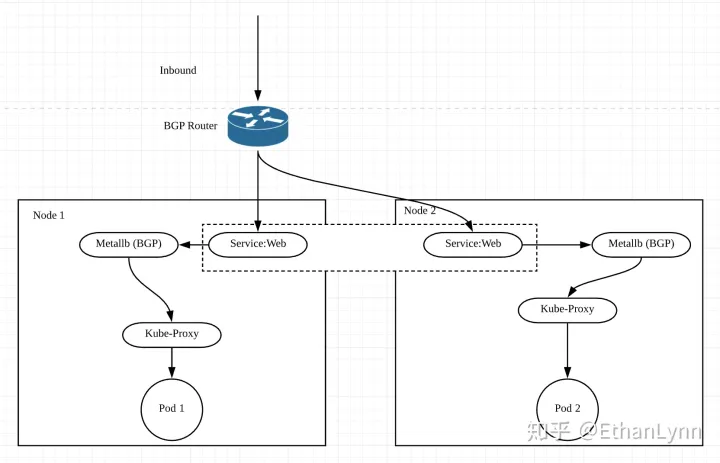 Inbound
BGP Router
Node 1
Node 2
Metallb (BGP)
Service:Web
Service:Web
Metallb (BGP)
Kube-Proxy
Kube-Proxy
Pod 1
Pod 2
知乎 @EthanLynn